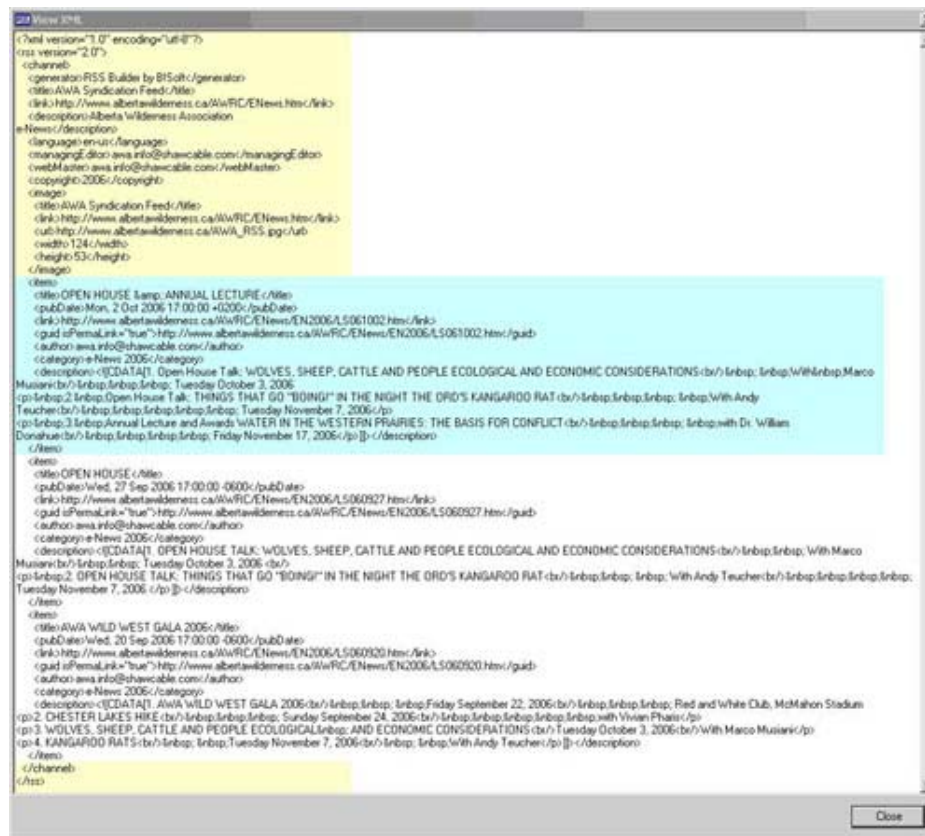 View XML
<?xml version="1.0" encoding="utf-8"?>
<rss version="2.0">
<channel>
<generator>RSS Builder by B!Soft</generator>
<title>AWA Syndication Feed</title>
<link>http://www.albertawilderness.ca/AWRC/ENews.htm</link>
<description>Alberta Wilderness Association
e-News</description>
<language>en-us</language>
<managingEditor>awa.info@shawcable.com</managingEditor>
<webMaster>awa.info@shawcable.com</webMaster>
<copyright>2006</copyright>
<image>
<title>AWA Syndication Feed</title>
<link>http://www.albertawilderness.ca/AWRC/ENews.htm</link>
<url>http://www.albertawilderness.ca/AWA_RSS.jpg</url>
<width>124</width>
<height>53</height>
</image>
<item>
<title>OPEN HOUSE &amp; ANNUAL LECTURE</title>
<pubDate>Mon, 2 Oct 2006 17:00:00 +0200</pubDate>
<link>http://www.albertawilderness.ca/AWRC/ENews/EN2006/LS061002.htm</link>
<guid isPermaLink="true">http://www.albertawilderness.ca/AWRC/ENews/EN2006/LS061002.htm</guid>
<author>awa.info@shawcable.com</author>
<category>e-News 2006</category>
<description><![CDATA[1. Open House Talk: WOLVES, SHEEP, CATTLE AND PEOPLE ECOLOGICAL AND ECONOMIC CONSIDERATIONS<br/>&nbsp; &nbsp;With&nbsp;Marco
Musiani<br/>&nbsp;&nbsp;&nbsp; Tuesday October 3, 2006
<p>&nbsp;2.&nbsp;Open House Talk: THINGS THAT GO "BOING!" IN THE NIGHT THE ORD'S KANGAROO RAT<br/>&nbsp;&nbsp;&nbsp; &nbsp;With Andy
Teucher<br/>&nbsp;&nbsp;&nbsp;&nbsp;&nbsp; Tuesday November 7, 2006</p>
<p>&nbsp;3.&nbsp;Annual Lecture and Awards WATER IN THE WESTERN PRAIRIES: THE BASIS FOR CONFLICT<br/>&nbsp;&nbsp;&nbsp; &nbsp;with Dr. William
Donahue<br/>&nbsp;&nbsp;&nbsp;&nbsp; Friday November 17, 2006</p>]]></description>
</item>
<item>
<title>OPEN HOUSE</title>
<pubDate>Wed, 27 Sep 2006 17:00:00 -0600</pubDate>
<link>http://www.albertawilderness.ca/AWRC/ENews/EN2006/LS060927.htm</link>
<guid isPermaLink="true">http://www.albertawilderness.ca/AWRC/ENews/EN2006/LS060927.htm</guid>
<author>awa.info@shawcable.com</author>
<category>e-News 2006</category>
<description><![CDATA[1. OPEN HOUSE TALK: WOLVES, SHEEP, CATTLE AND PEOPLE ECOLOGICAL AND ECONOMIC CONSIDERATIONS<br/>&nbsp;&nbsp; With Marco
Musiani<br/>&nbsp;&nbsp; Tuesday October 3, 2006 <br/>
<p>&nbsp;2. OPEN HOUSE TALK: THINGS THAT GO "BOING!" IN THE NIGHT THE ORD'S KANGAROO RAT<br/>&nbsp;&nbsp; &nbsp; With Andy Teucher<br/>&nbsp;&nbsp;&nbsp;&nbsp;
Tuesday November 7, 2006 </p>]]></description>
</item>
<item>
<title>AWA WILD WEST GALA 2006</title>
<pubDate>Wed, 20 Sep 2006 17:00:00 -0600</pubDate>
<link>http://www.albertawilderness.ca/AWRC/ENews/EN2006/LS060920.htm</link>
<guid isPermaLink="true">http://www.albertawilderness.ca/AWRC/ENews/EN2006/LS060920.htm</guid>
<author>awa.info@shawcable.com</author>
<category>e-News 2006</category>
<description><![CDATA[1. AWA WILD WEST GALA 2006<br/>&nbsp;&nbsp; &nbsp;Friday September 22, 2006<br/>&nbsp;&nbsp;&nbsp; Red and White Club, McMahon Stadium
<p>2. CHESTER LAKES HIKE<br/>&nbsp;&nbsp;&nbsp; Sunday September 24, 2006<br/>&nbsp;&nbsp;&nbsp;&nbsp;&nbsp;with Vivian Pharis</p>
<p>3. WOLVES, SHEEP, CATTLE AND PEOPLE ECOLOGICAL&nbsp; AND ECONOMIC CONSIDERATIONS<br/>Tuesday October 3, 2006<br/>With Marco Musiani</p>
<p>4. KANGAROO RATS<br/>&nbsp; &nbsp;Tuesday November 7, 2006<br/>&nbsp; &nbsp;With Andy Teucher</p>]]></description>
</item>
</channel>
</rss>
Close